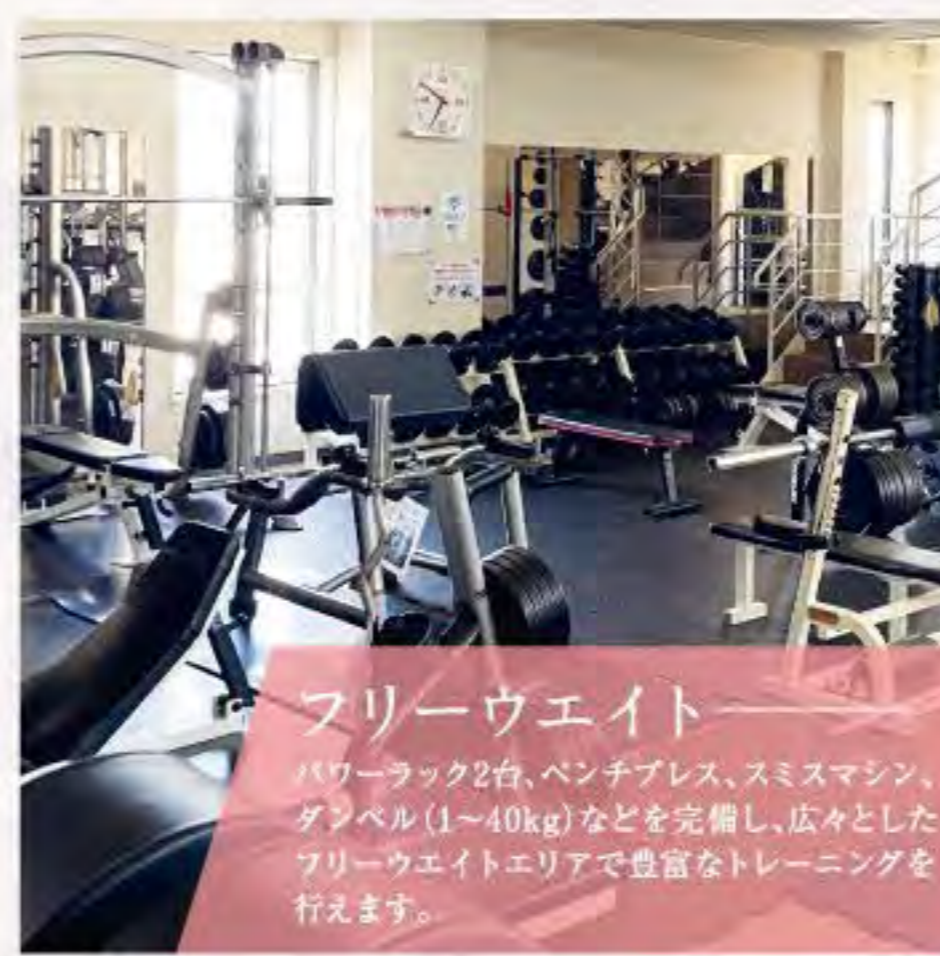 フリーウエイト
パワーラック2台、ベンチプレス、スミスマシン、
ダンベル(1～40kg)などを完備し、広々とした
フリーウエイトエリアで豊富なトレーニングを
行えます。